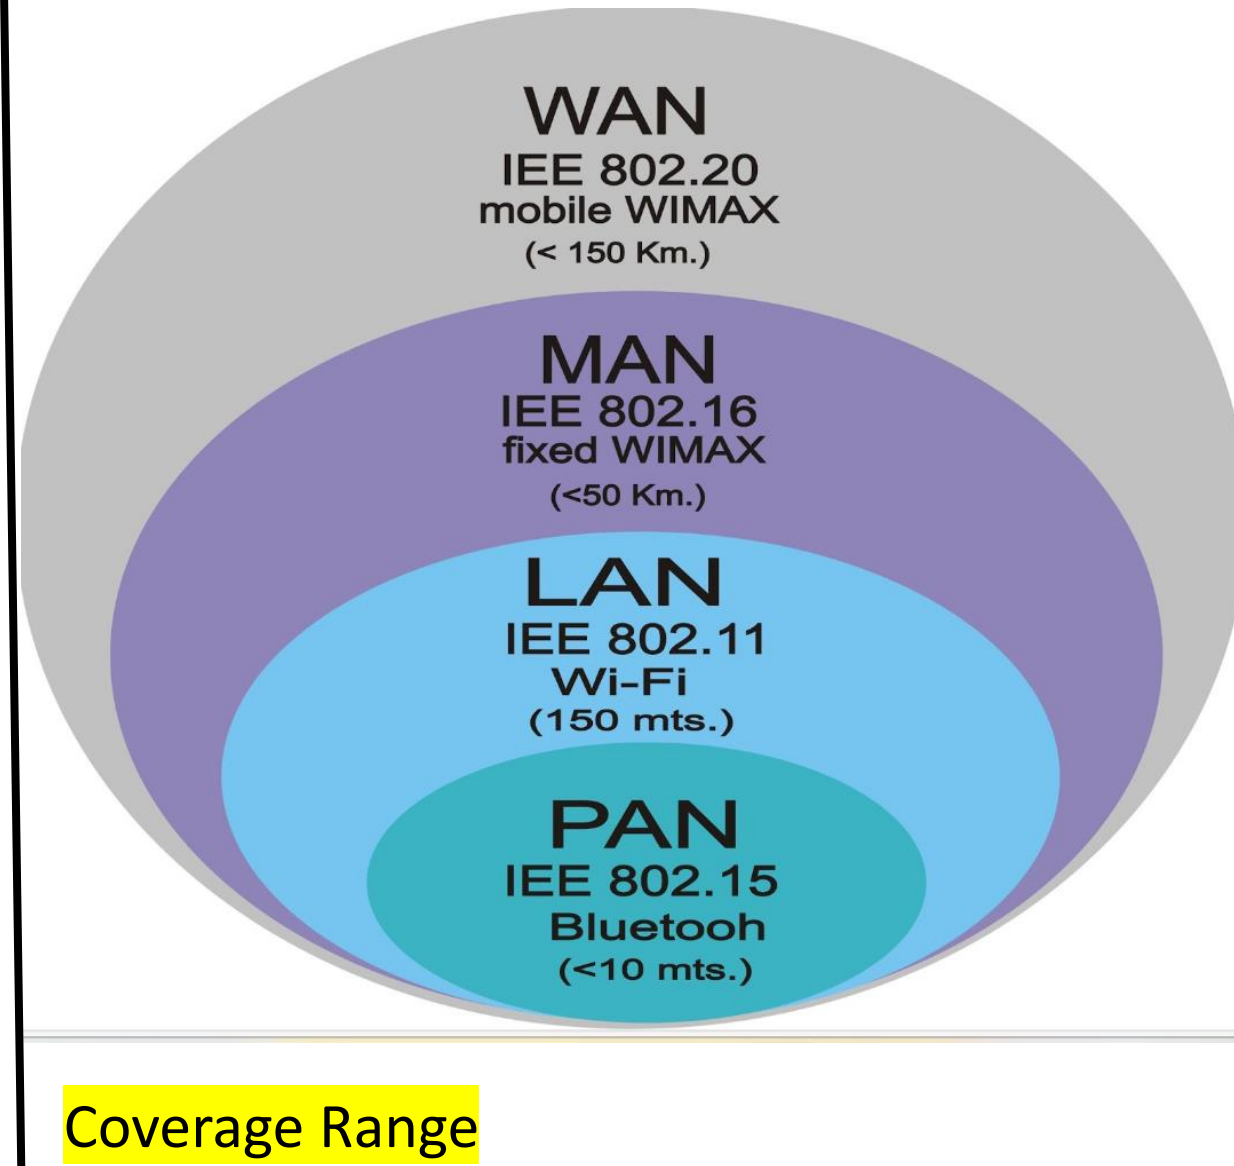 WAN
IEE 802.20
mobile WIMAX
(< 150 Km.)
MAN
IEE 802.16
fixed WIMAX
(<50 Km.)
LAN
IEE 802.11
Wi-Fi
(150 mts.)
PAN
IEE 802.15
Bluetooh
(<10 mts.)
Coverage Range